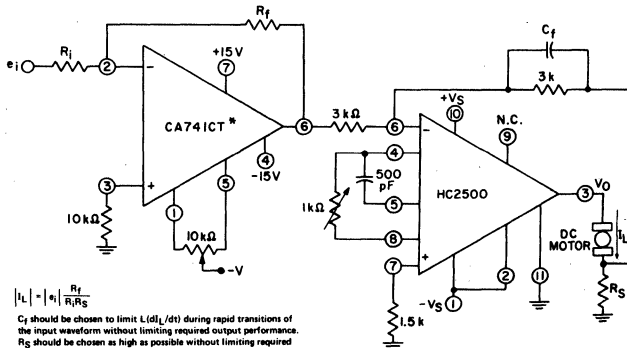 Rf
Cf
ei
Ri
2
+15V
7
3k
−
+VS
10
N.C.
9
CA741CT*
6
3kΩ
6
−
4
−15V
4
500
pF
HC2500
3
VO
3
+
5
1kΩ
5
DC
MOTOR
IL
10kΩ
1
10kΩ
8
+
−V
7
2
11
RS
−VS
1
1.5k
|IL| = |ei| Rf / RiRS
Cf should be chosen to limit L(dIL/dt) during rapid transitions of
the input waveform without limiting required output performance.
RS should be chosen as high as possible without limiting required